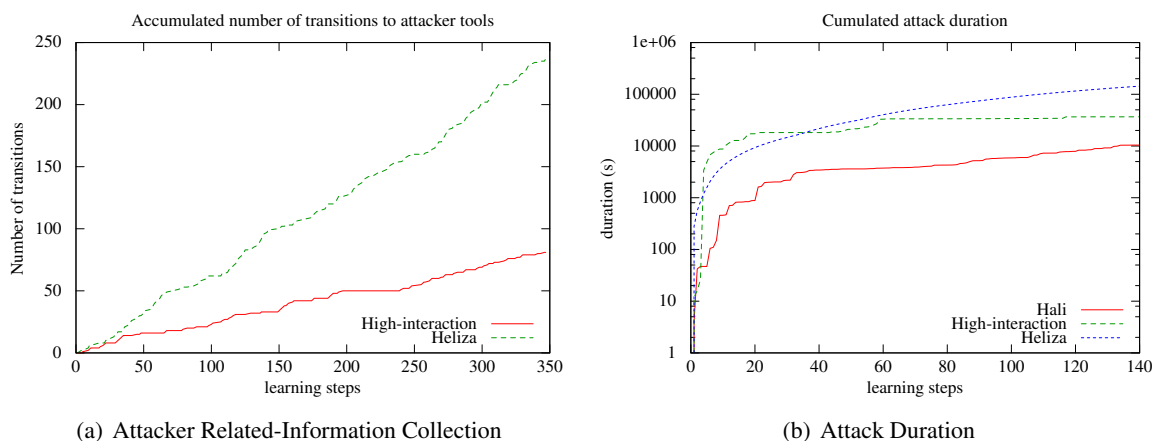 Accumulated number of transitions to attacker tools
250
200
150
100
50
0
Number of transitions
0 50 100 150 200 250 300 350
learning steps
High-interaction
Heliza
(a) Attacker Related-Information Collection
Cumulated attack duration
1e+06
100000
10000
1000
100
10
1
duration (s)
0 20 40 60 80 100 120 140
learning steps
Hali
High-interaction
Heliza
(b) Attack Duration